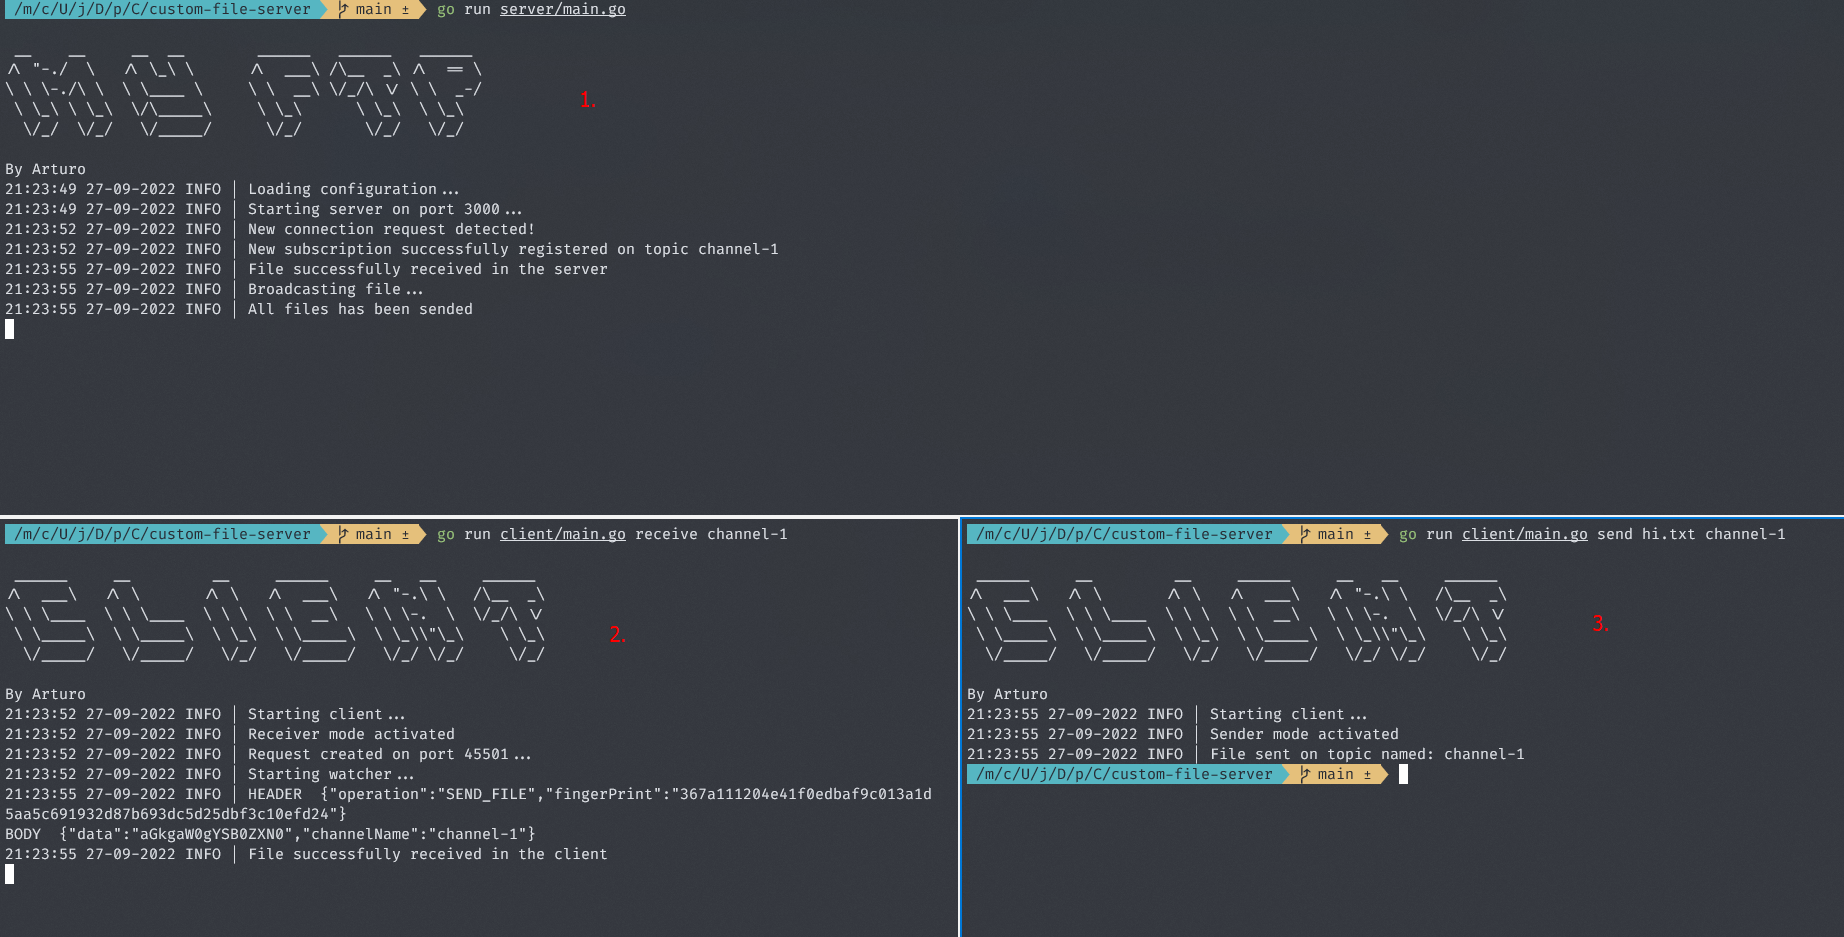 /m/c/U/j/D/p/C/custom-file-server main ± go run server/main.go
MY FTP
1.
By Arturo
21:23:49 27-09-2022 INFO | Loading configuration...
21:23:49 27-09-2022 INFO | Starting server on port 3000...
21:23:52 27-09-2022 INFO | New connection request detected!
21:23:52 27-09-2022 INFO | New subscription successfully registered on topic channel-1
21:23:55 27-09-2022 INFO | File successfully received in the server
21:23:55 27-09-2022 INFO | Broadcasting file...
21:23:55 27-09-2022 INFO | All files has been sended
/m/c/U/j/D/p/C/custom-file-server main ± go run client/main.go receive channel-1
CLIENT
2.
By Arturo
21:23:52 27-09-2022 INFO | Starting client...
21:23:52 27-09-2022 INFO | Receiver mode activated
21:23:52 27-09-2022 INFO | Request created on port 45501...
21:23:52 27-09-2022 INFO | Starting watcher...
21:23:55 27-09-2022 INFO | HEADER {"operation":"SEND_FILE","fingerPrint":"367a111204e41f0edbaf9c013a1d
5aa5c691932d87b693dc5d25dbf3c10efd24"}
BODY {"data":"aGkgaW0gYSB0ZXN0","channelName":"channel-1"}
21:23:55 27-09-2022 INFO | File successfully received in the client
/m/c/U/j/D/p/C/custom-file-server main ± go run client/main.go send hi.txt channel-1
CLIENT
3.
By Arturo
21:23:55 27-09-2022 INFO | Starting client...
21:23:55 27-09-2022 INFO | Sender mode activated
21:23:55 27-09-2022 INFO | File sent on topic named: channel-1
/m/c/U/j/D/p/C/custom-file-server main ±